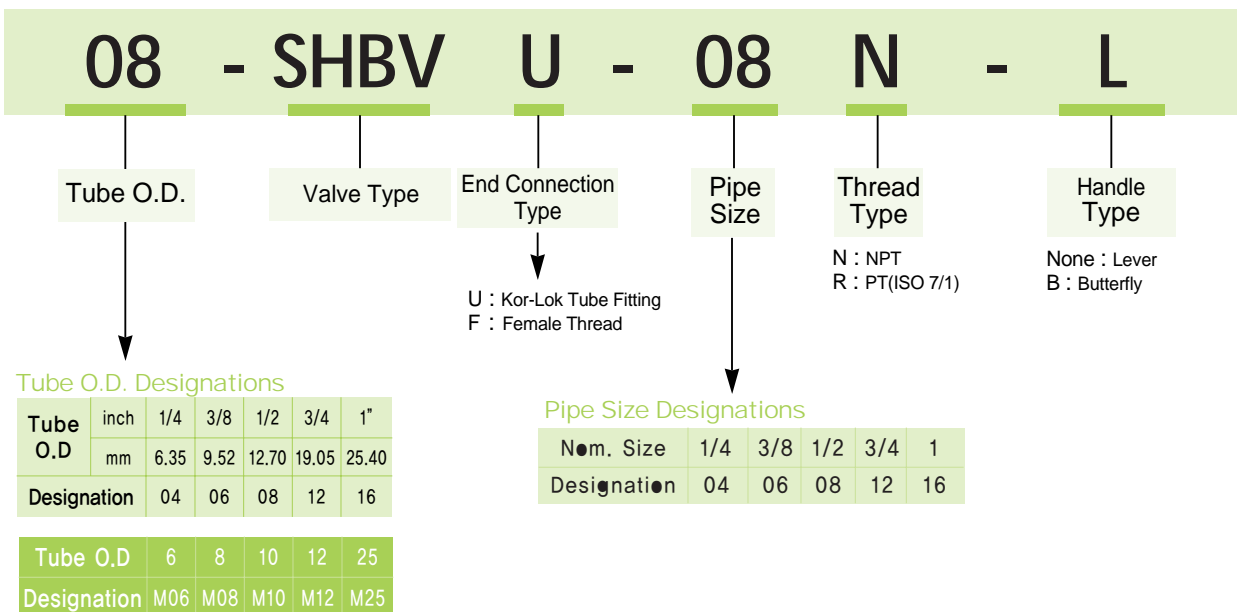 08 - SHBV U - 08 N - L
Tube O.D.
Valve Type
End Connection
Type
Pipe
Size
Thread
Type
Handle
Type
U : Kor-Lok Tube Fitting
F : Female Thread
N : NPT
R : PT(ISO 7/1)
None : Lever
B : Butterfly
Tube O.D. Designations
Tube O.D inch 1/4 3/8 1/2 3/4 1"
mm 6.35 9.52 12.70 19.05 25.40
Designation 04 06 08 12 16
Tube O.D 6 8 10 12 25
Designation M06 M08 M10 M12 M25
Pipe Size Designations
Nom. Size 1/4 3/8 1/2 3/4 1
Designation 04 06 08 12 16